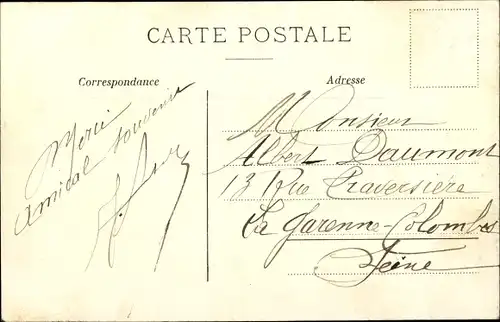 CARTE POSTALE
Correspondance
Merci
amical souvenir
Adresse
Monsieur
Albert Daumont
13 Rue Traversière
La Garenne-Colombes
Seine